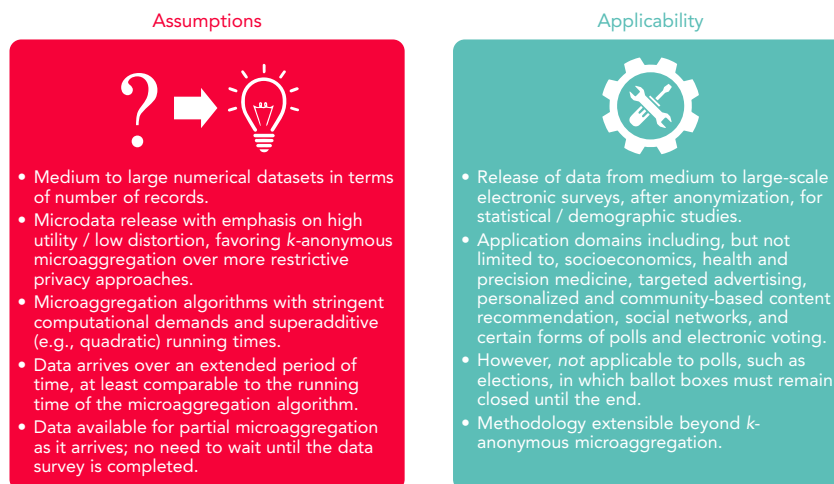 Assumptions
• Medium to large numerical datasets in terms
of number of records.
• Microdata release with emphasis on high
utility / low distortion, favoring k-anonymous
microaggregation over more restrictive
privacy approaches.
• Microaggregation algorithms with stringent
computational demands and superadditive
(e.g., quadratic) running times.
• Data arrives over an extended period of
time, at least comparable to the running
time of the microaggregation algorithm.
• Data available for partial microaggregation
as it arrives; no need to wait until the data
survey is completed.
Applicability
• Release of data from medium to large-scale
electronic surveys, after anonymization, for
statistical / demographic studies.
• Application domains including, but not
limited to, socioeconomics, health and
precision medicine, targeted advertising,
personalized and community-based content
recommendation, social networks, and
certain forms of polls and electronic voting.
• However, not applicable to polls, such as
elections, in which ballot boxes must remain
closed until the end.
• Methodology extensible beyond k-
anonymous microaggregation.